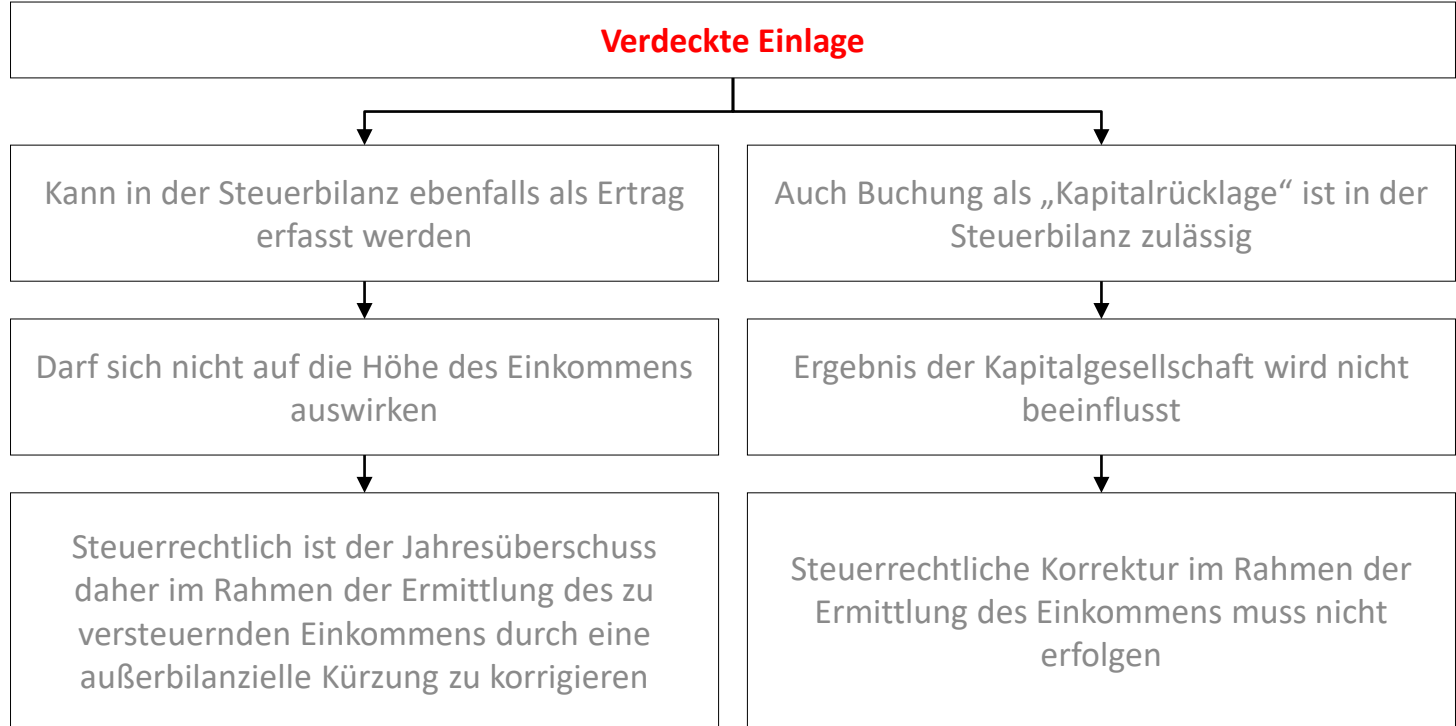 Verdeckte Einlage
Kann in der Steuerbilanz ebenfalls als Ertrag
erfasst werden
Auch Buchung als „Kapitalrücklage“ ist in der
Steuerbilanz zulässig
Darf sich nicht auf die Höhe des Einkommens
auswirken
Ergebnis der Kapitalgesellschaft wird nicht
beeinflusst
Steuerrechtlich ist der Jahresüberschuss
daher im Rahmen der Ermittlung des zu
versteuernden Einkommens durch eine
außerbilanzielle Kürzung zu korrigieren
Steuerrechtliche Korrektur im Rahmen der
Ermittlung des Einkommens muss nicht
erfolgen